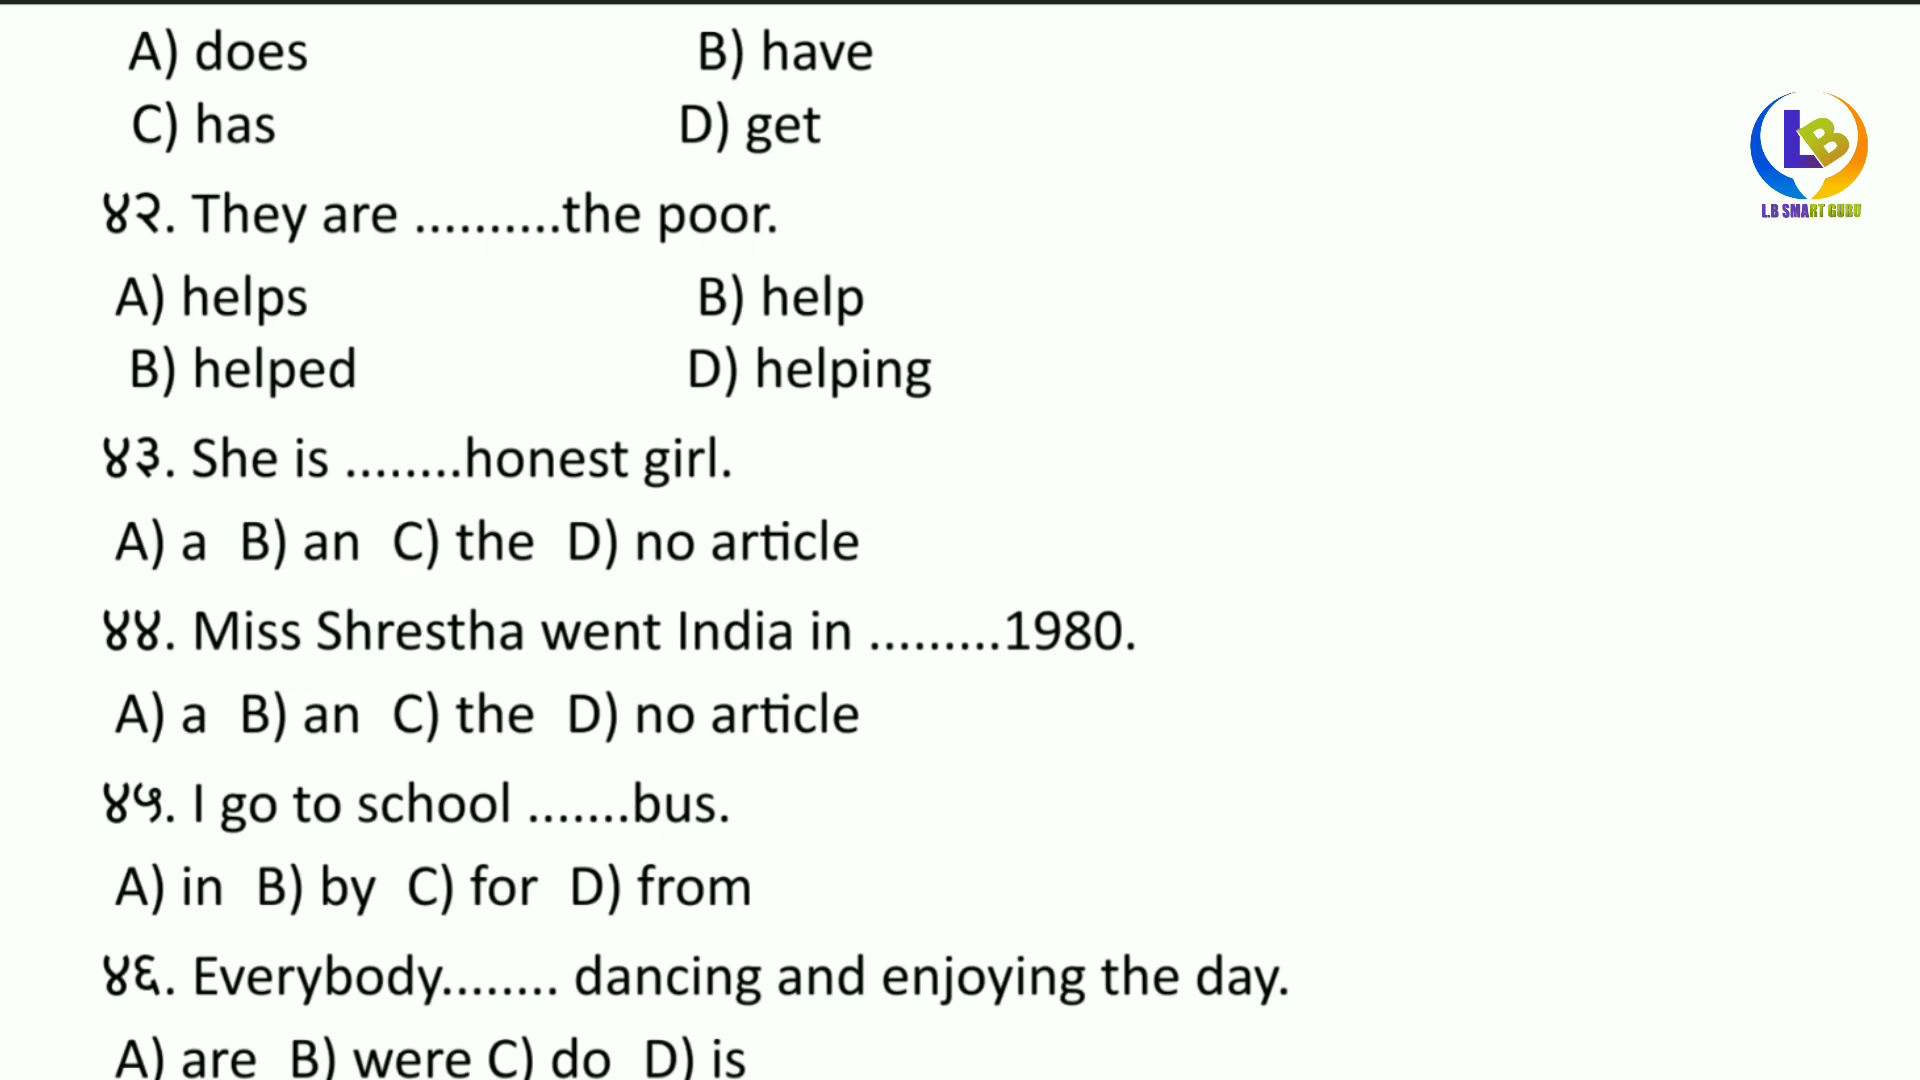 A) does B) have
C) has D) get
LB
L.B SMART GURU
४२. They are ..........the poor.
A) helps B) help
B) helped D) helping
४३. She is ........honest girl.
A) a B) an C) the D) no article
४४. Miss Shrestha went India in .........1980.
A) a B) an C) the D) no article
४५. I go to school .......bus.
A) in B) by C) for D) from
४६. Everybody........ dancing and enjoying the day.
A) are B) were C) do D) is